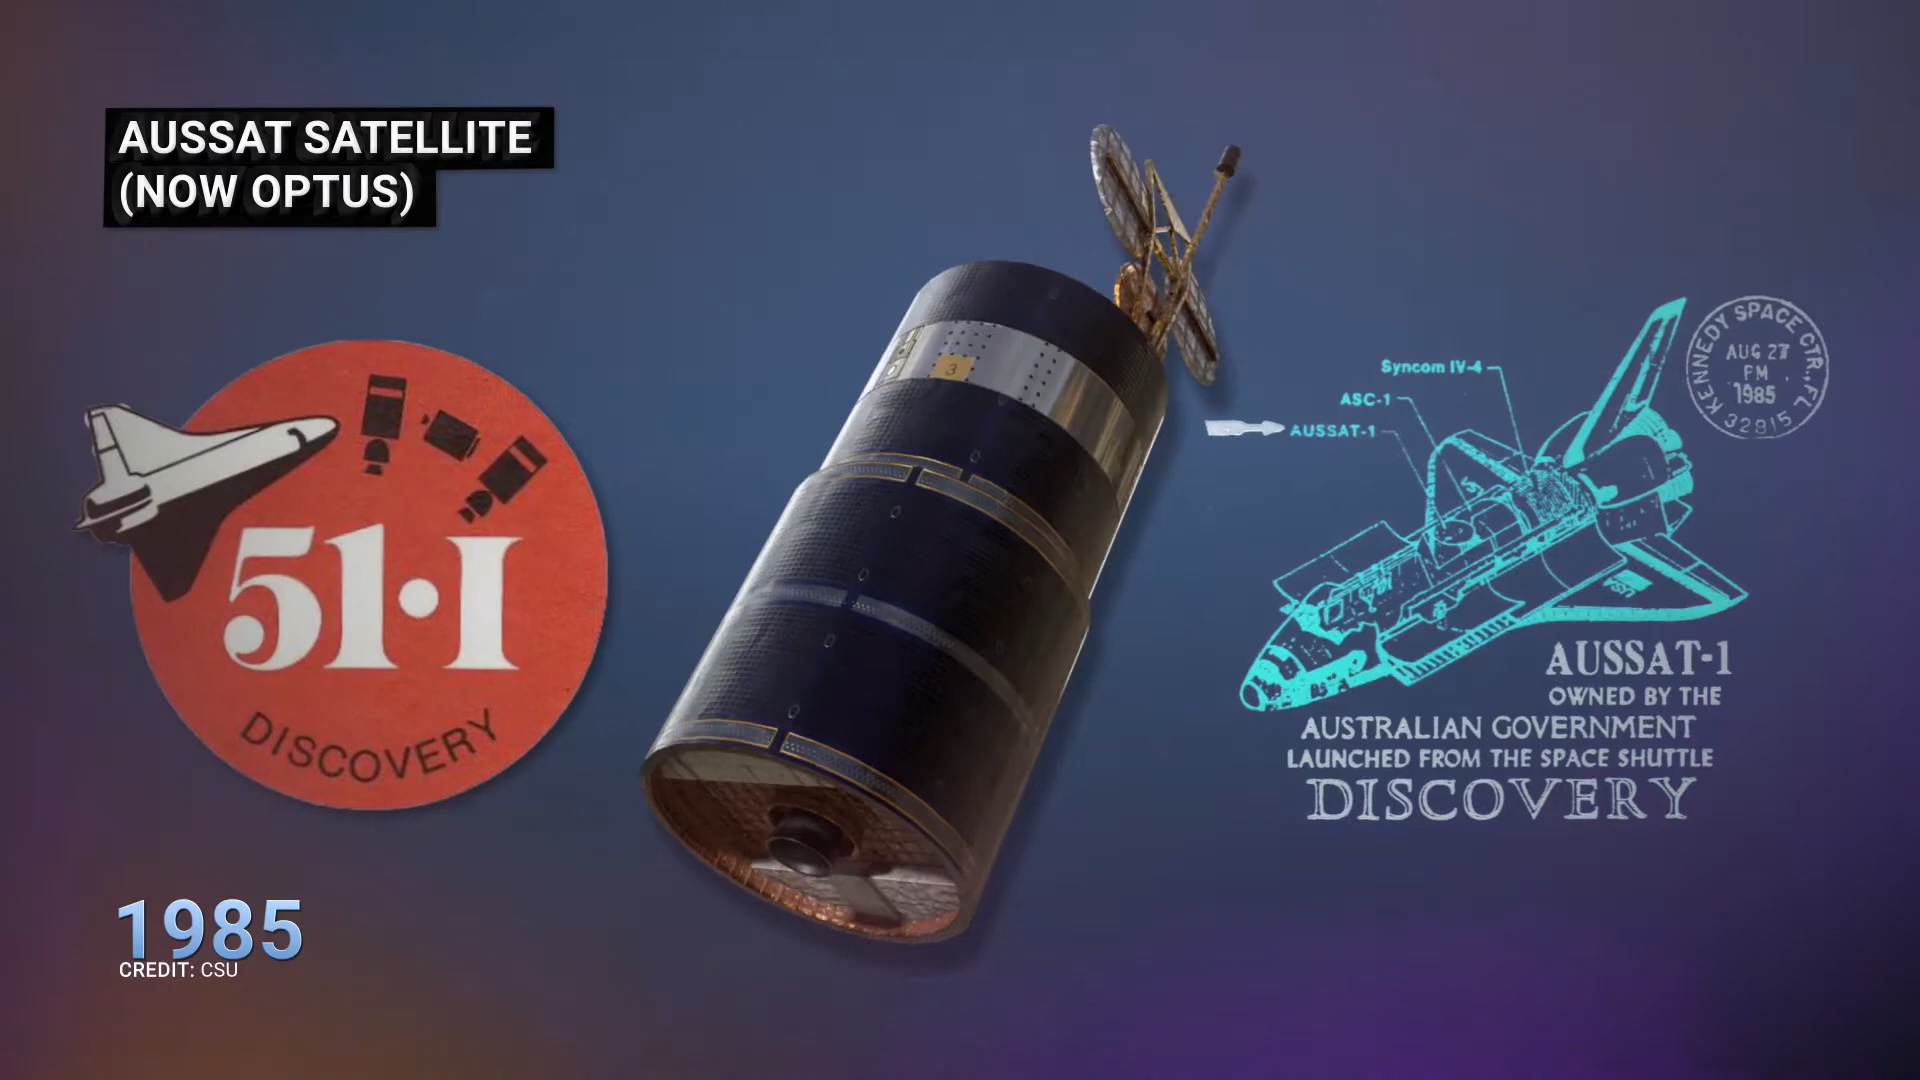 AUSSAT SATELLITE
(NOW OPTUS)
51•I
DISCOVERY
3
Syncom IV-4
ASC-1
AUSSAT-1
KENNEDY SPACE CTR., FL
AUG 27
PM
1985
32815
AUSSAT-1
OWNED BY THE
AUSTRALIAN GOVERNMENT
LAUNCHED FROM THE SPACE SHUTTLE
DISCOVERY
1985
CREDIT: CSU